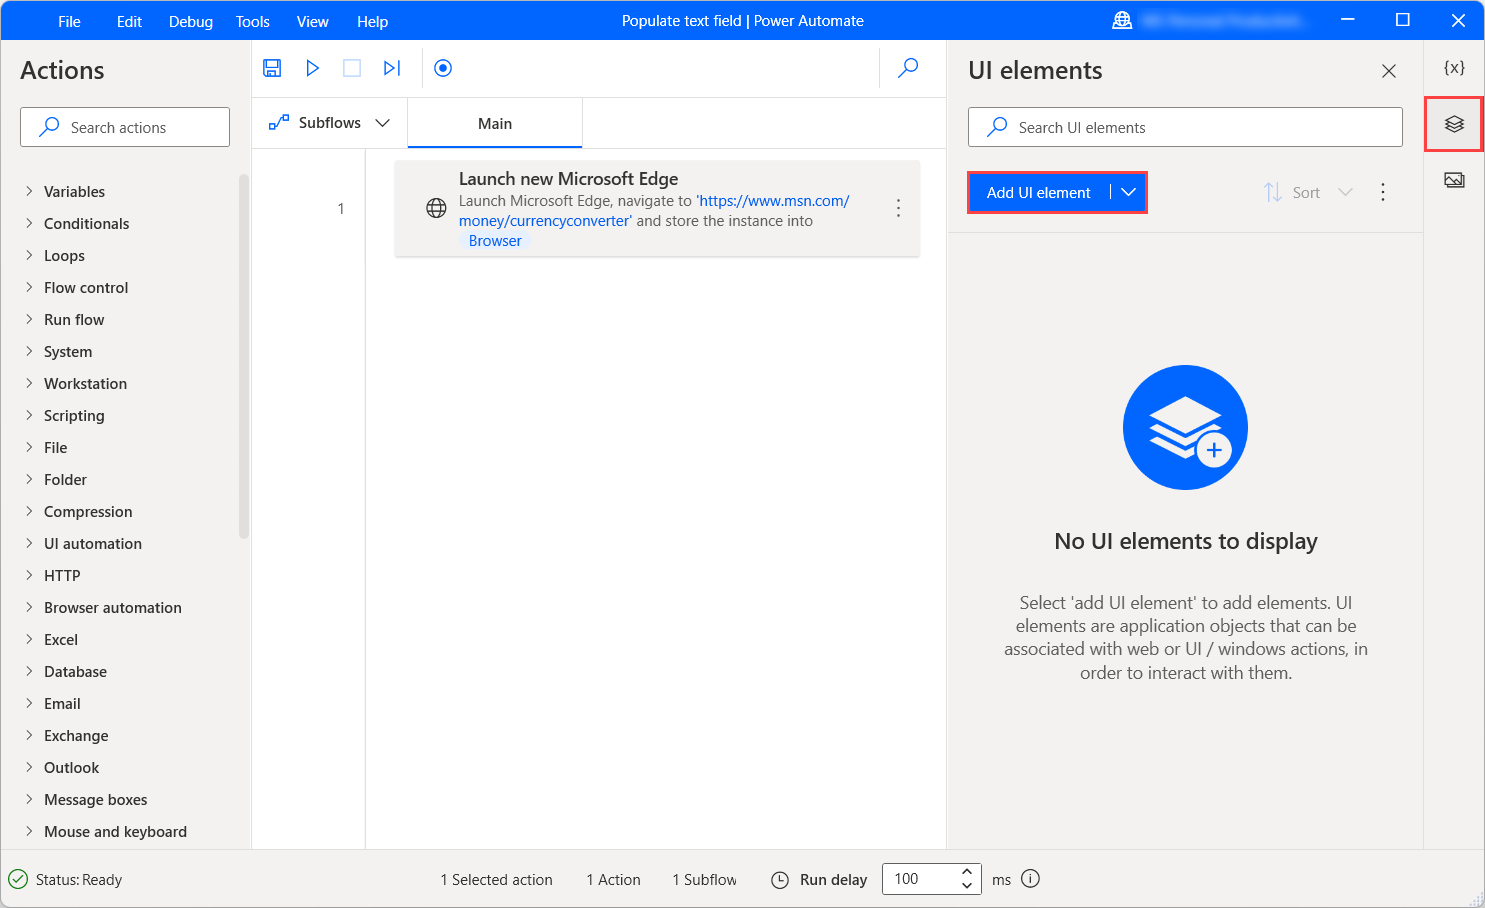 File Edit Debug Tools View Help
Populate text field | Power Automate
Actions
Search actions
Variables
Conditionals
Loops
Flow control
Run flow
System
Workstation
Scripting
File
Folder
Compression
UI automation
HTTP
Browser automation
Excel
Database
Email
Exchange
Outlook
Message boxes
Mouse and keyboard
Subflows
Main
1
Launch new Microsoft Edge
Launch Microsoft Edge, navigate to 'https://www.msn.com/
money/currencyconverter' and store the instance into
Browser
UI elements
Search UI elements
Add UI element
Sort
{x}
No UI elements to display
Select 'add UI element' to add elements. UI
elements are application objects that can be
associated with web or UI / windows actions, in
order to interact with them.
Status: Ready
1 Selected action
1 Action
1 Subflow
Run delay
100
ms